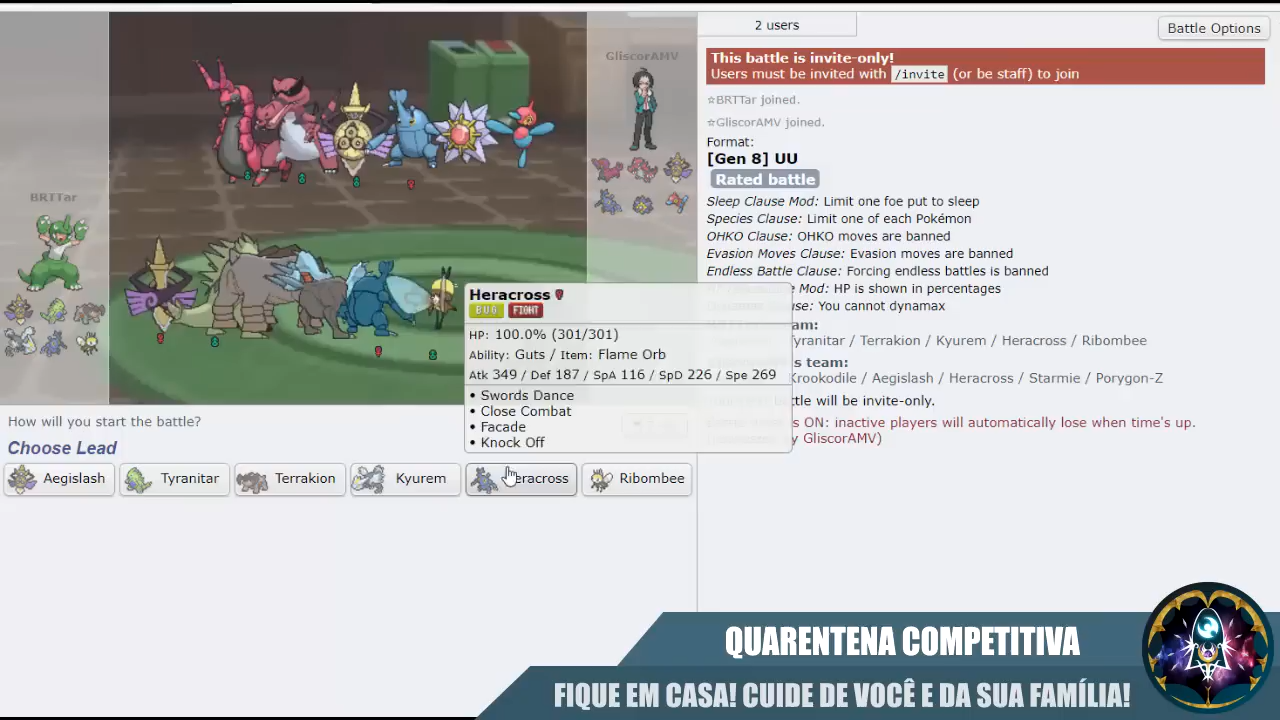 2 users
Battle Options
GliscorAMV
BRTTar
This battle is invite-only!
Users must be invited with /invite (or be staff) to join
☆BRTTar joined.
☆GliscorAMV joined.
Format:
[Gen 8] UU
Rated battle
Sleep Clause Mod: Limit one foe put to sleep
Species Clause: Limit one of each Pokémon
OHKO Clause: OHKO moves are banned
Evasion Moves Clause: Evasion moves are banned
Endless Battle Clause: Forcing endless battles is banned
Mod: HP is shown in percentages
You cannot dynamax
team:
Tyranitar / Terrakion / Kyurem / Heracross / Ribombee
team:
Krookodile / Aegislash / Heracross / Starmie / Porygon-Z
will be invite-only.
ON: inactive players will automatically lose when time's up.
GliscorAMV)
Heracross
BUG FIGHT
HP: 100.0% (301/301)
Ability: Guts / Item: Flame Orb
Atk 349 / Def 187 / SpA 116 / SpD 226 / Spe 269
• Swords Dance
• Close Combat
• Facade
• Knock Off
How will you start the battle?
Choose Lead
Aegislash
Tyranitar
Terrakion
Kyurem
Heracross
Ribombee
QUARENTENA COMPETITIVA
FIQUE EM CASA! CUIDE DE VOCÊ E DA SUA FAMÍLIA!